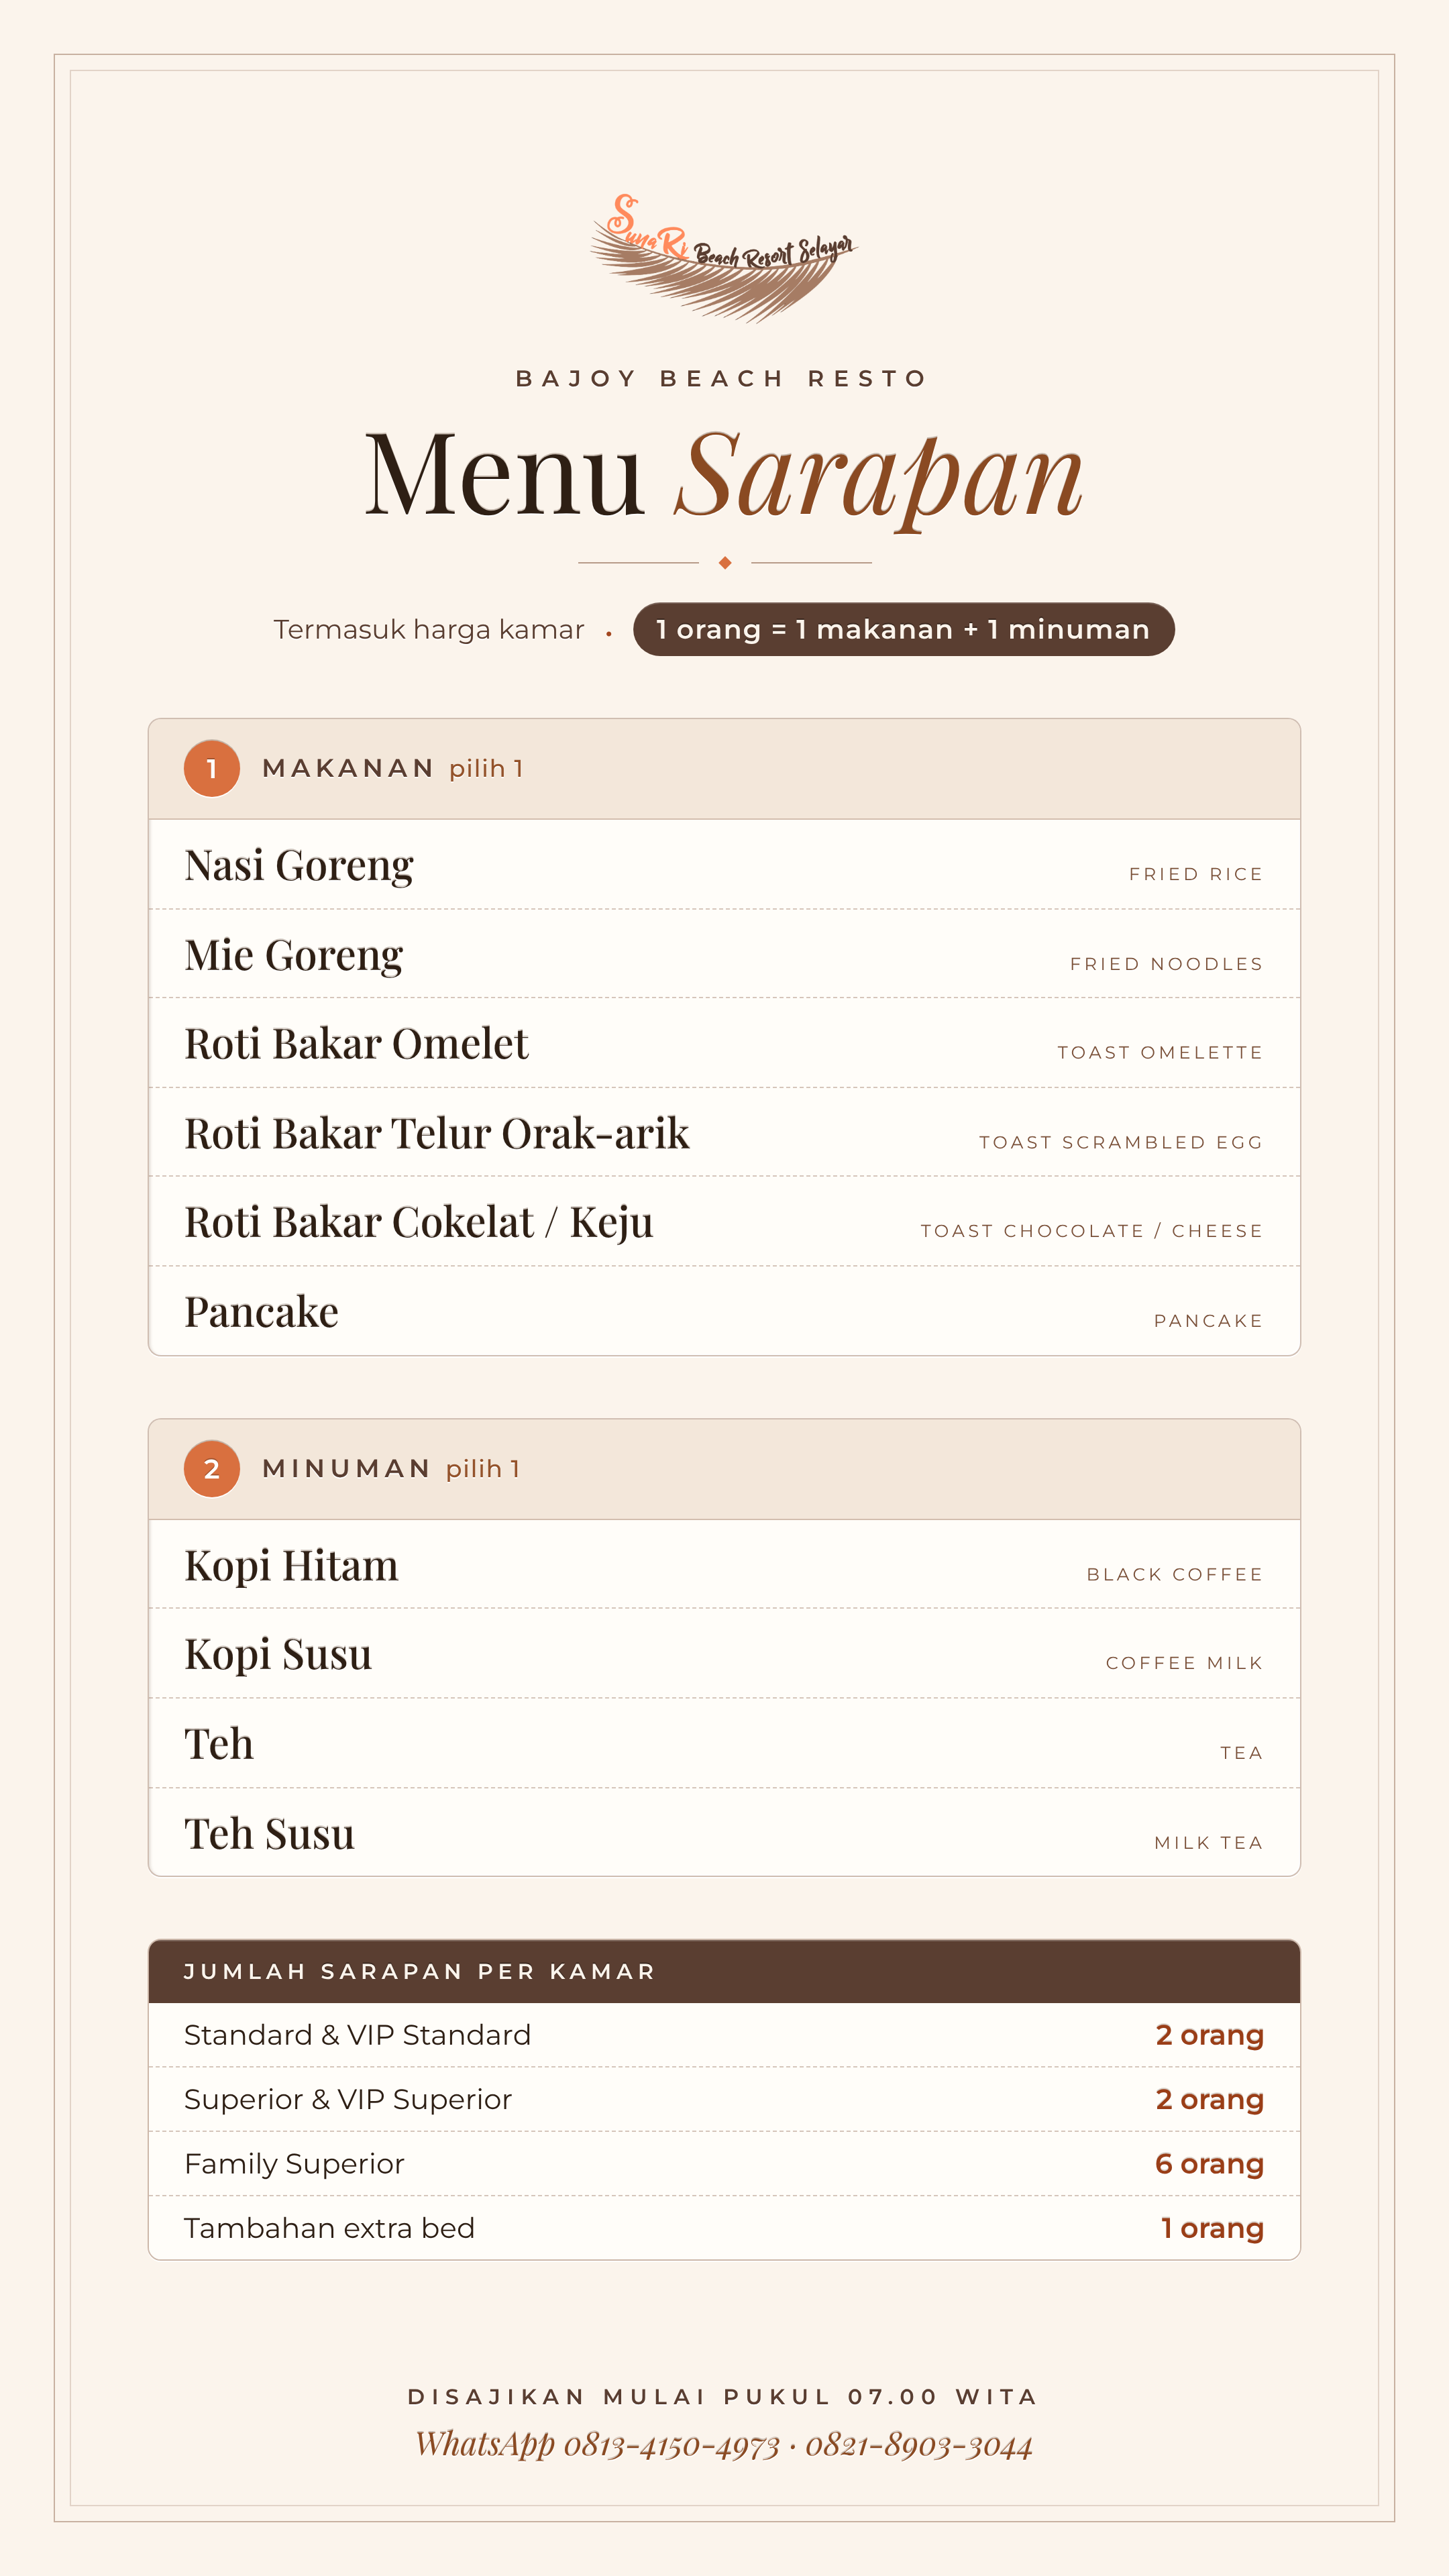 SunaRi Beach Resort Selayar
BAJOY BEACH RESTO
Menu Sarapan
Termasuk harga kamar • 1 orang = 1 makanan + 1 minuman
1 MAKANAN pilih 1
Nasi Goreng FRIED RICE
Mie Goreng FRIED NOODLES
Roti Bakar Omelet TOAST OMELETTE
Roti Bakar Telur Orak-arik TOAST SCRAMBLED EGG
Roti Bakar Cokelat / Keju TOAST CHOCOLATE / CHEESE
Pancake PANCAKE
2 MINUMAN pilih 1
Kopi Hitam BLACK COFFEE
Kopi Susu COFFEE MILK
Teh TEA
Teh Susu MILK TEA
JUMLAH SARAPAN PER KAMAR
Standard & VIP Standard 2 orang
Superior & VIP Superior 2 orang
Family Superior 6 orang
Tambahan extra bed 1 orang
DISAJIKAN MULAI PUKUL 07.00 WITA
WhatsApp 0813-4150-4973 · 0821-8903-3044